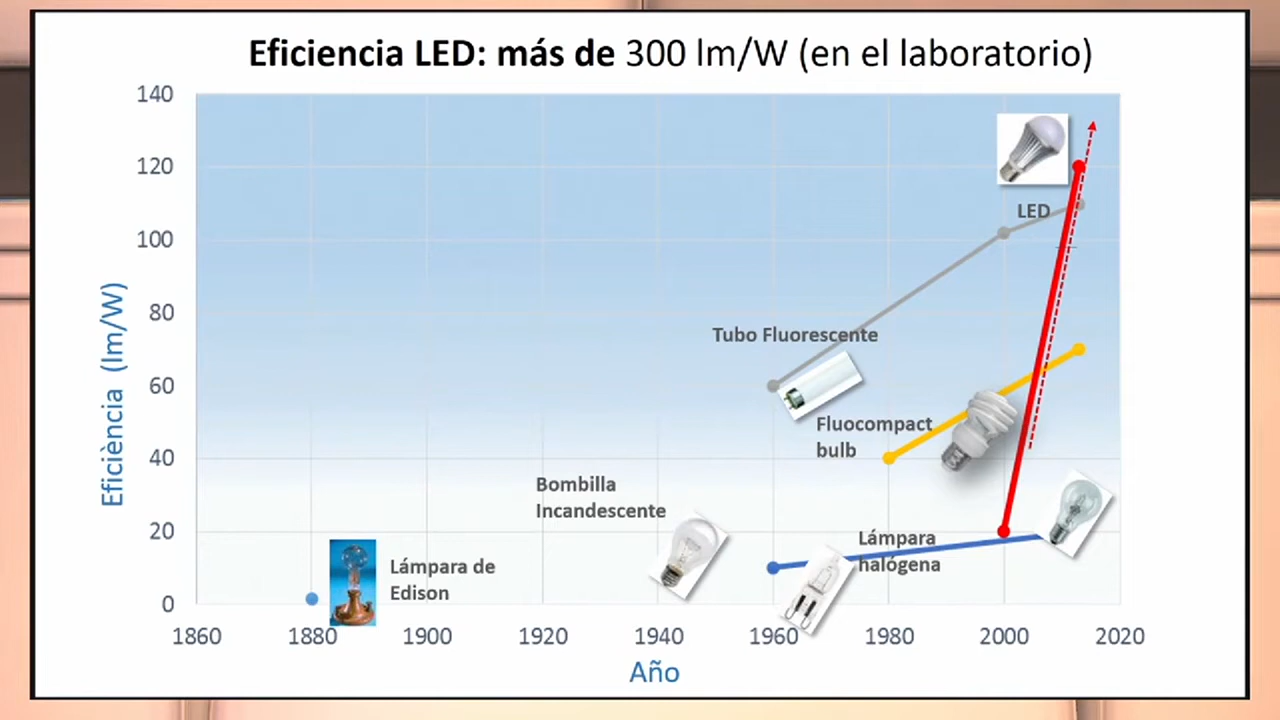 Eficiencia LED: más de 300 lm/W (en el laboratorio)
140
120
100
80
60
40
20
0
Eficiència (lm/W)
LED
Tubo Fluorescente
Fluocompact
bulb
Bombilla
Incandescente
Lámpara
halógena
Lámpara de
Edison
1860 1880 1900 1920 1940 1960 1980 2000 2020
Año